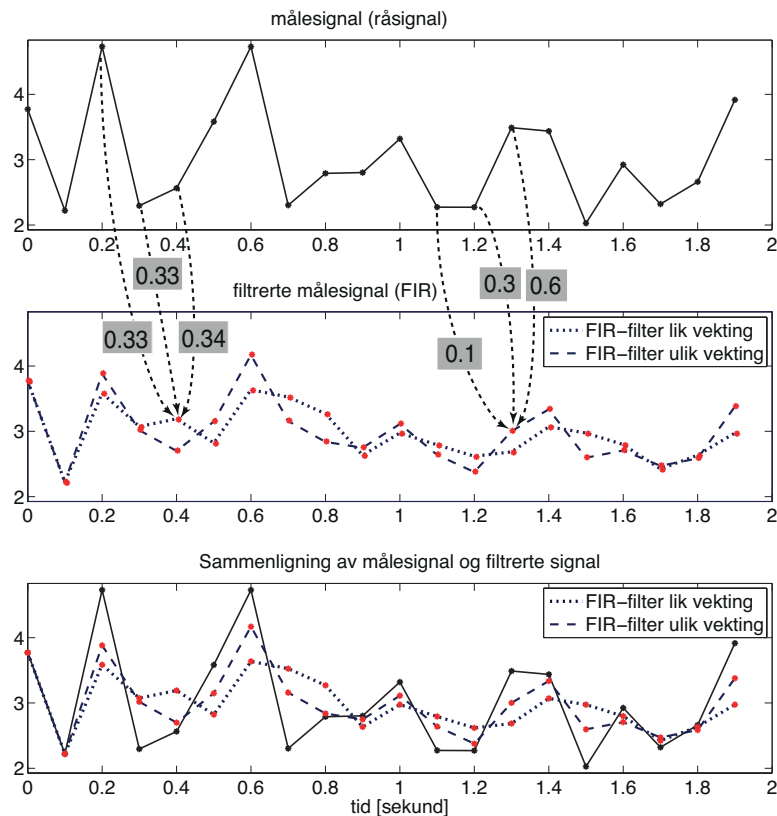 målesignal (råsignal)
4
3
2
0 0.2 0.4 0.6 0.8 1 1.2 1.4 1.6 1.8 2
0.33
0.3
0.6
filtrerte målesignal (FIR)
0.33
0.34
0.1
FIR−filter lik vekting
FIR−filter ulik vekting
4
3
2
0 0.2 0.4 0.6 0.8 1 1.2 1.4 1.6 1.8 2
Sammenligning av målesignal og filtrerte signal
FIR−filter lik vekting
FIR−filter ulik vekting
4
3
2
0 0.2 0.4 0.6 0.8 1 1.2 1.4 1.6 1.8 2
tid [sekund]